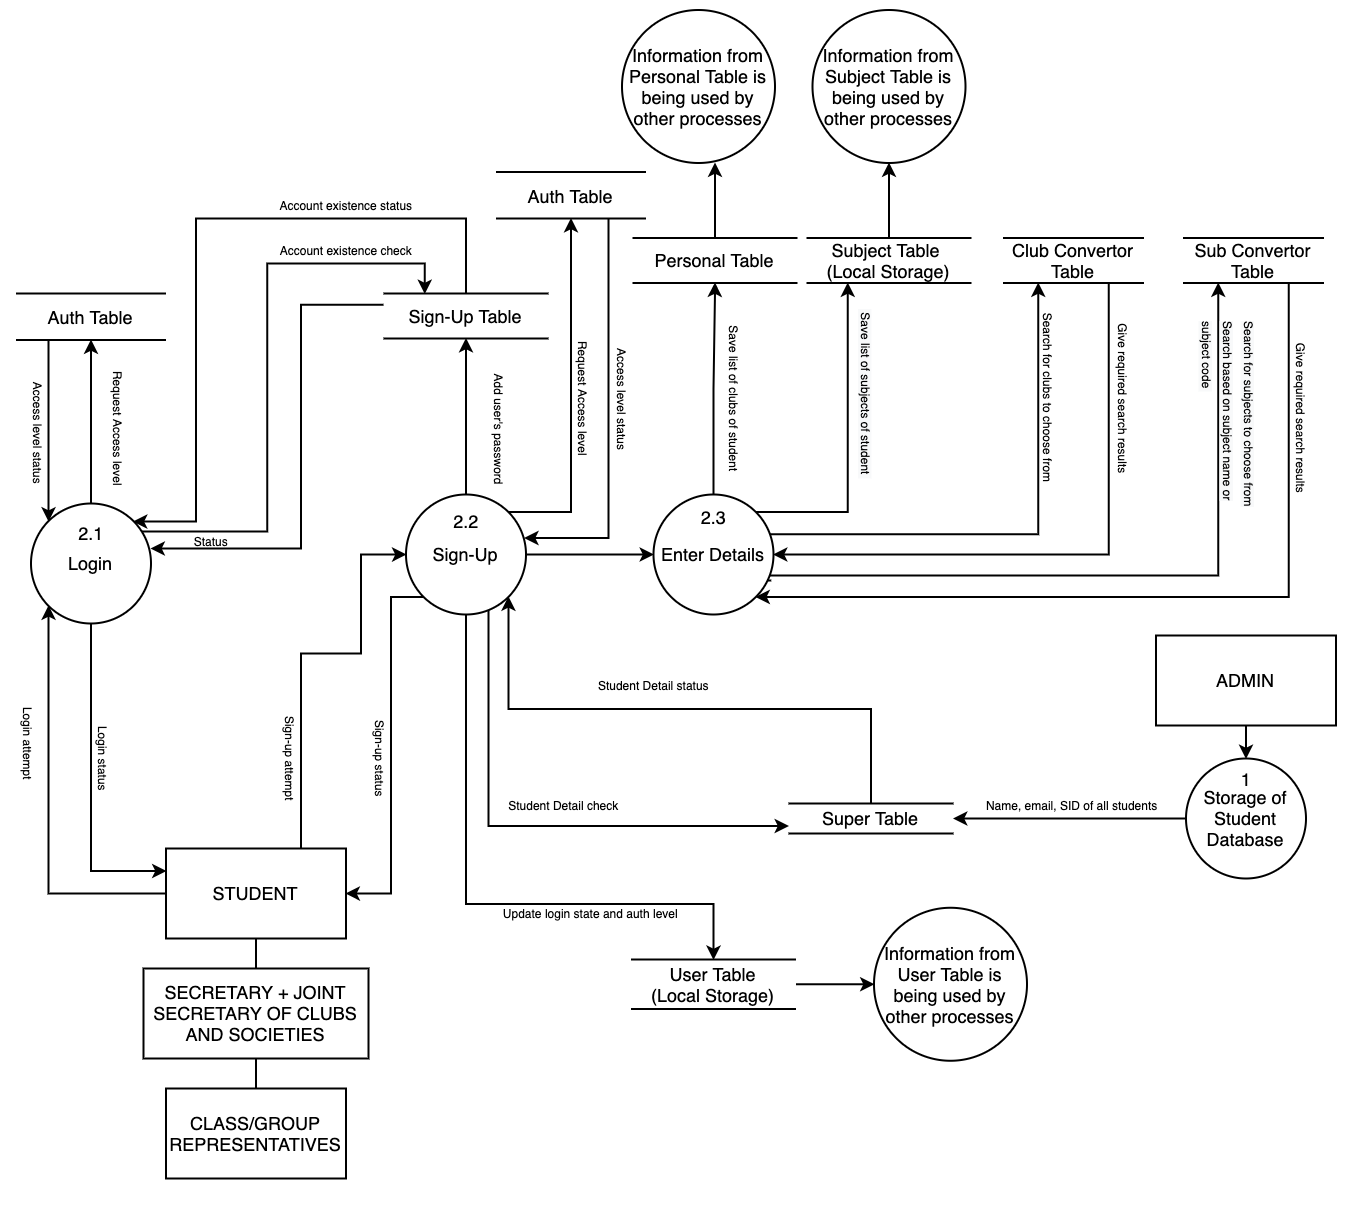 Information from
Personal Table is
being used by
other processes
Information from
Subject Table is
being used by
other processes
Auth Table
Account existence status
Account existence check
Personal Table
Subject Table
(Local Storage)
Club Convertor
Table
Sub Convertor
Table
Auth Table
Sign-Up Table
Access level status
Request Access level
Add user's password
Request Access level
Access level status
Save list of clubs of student
Save list of subjects of student
Search for clubs to choose from
Give required search results
Search for subjects to choose from
Search based on subject name or
subject code
Give required search results
2.1
Login
Status
2.2
Sign-Up
2.3
Enter Details
ADMIN
Student Detail status
Login attempt
Login status
Sign-up attempt
Sign-up status
Student Detail check
Super Table
Name, email, SID of all students
1
Storage of
Student
Database
STUDENT
Update login state and auth level
User Table
(Local Storage)
Information from
User Table is
being used by
other processes
SECRETARY + JOINT
SECRETARY OF CLUBS
AND SOCIETIES
CLASS/GROUP
REPRESENTATIVES